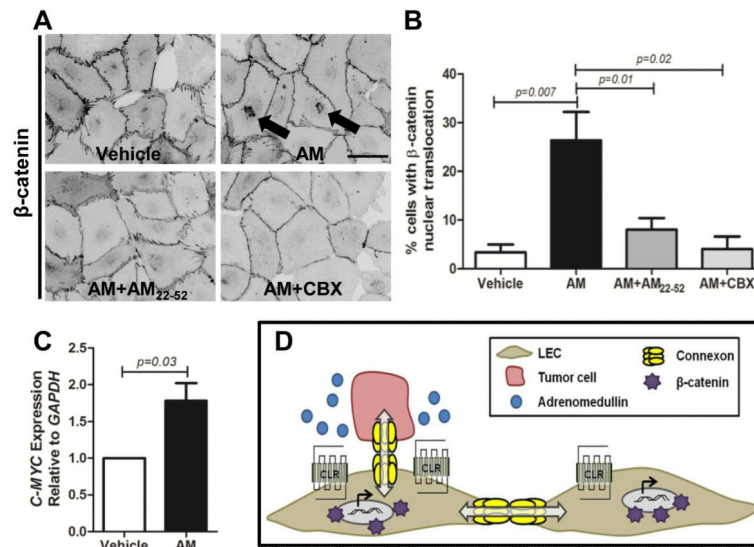 A
β-catenin
Vehicle
AM
AM+AM22-52
AM+CBX
B
% cells with β-catenin
nuclear translocation
40
30
20
10
0
p=0.007
p=0.01
p=0.02
Vehicle
AM
AM+AM22-52
AM+CBX
C
C-MYC Expression
Relative to GAPDH
2.5
2.0
1.5
1.0
0.5
0.0
p=0.03
Vehicle
AM
D
LEC
Tumor cell
Adrenomedullin
Connexon
β-catenin
CLR
CLR
CLR